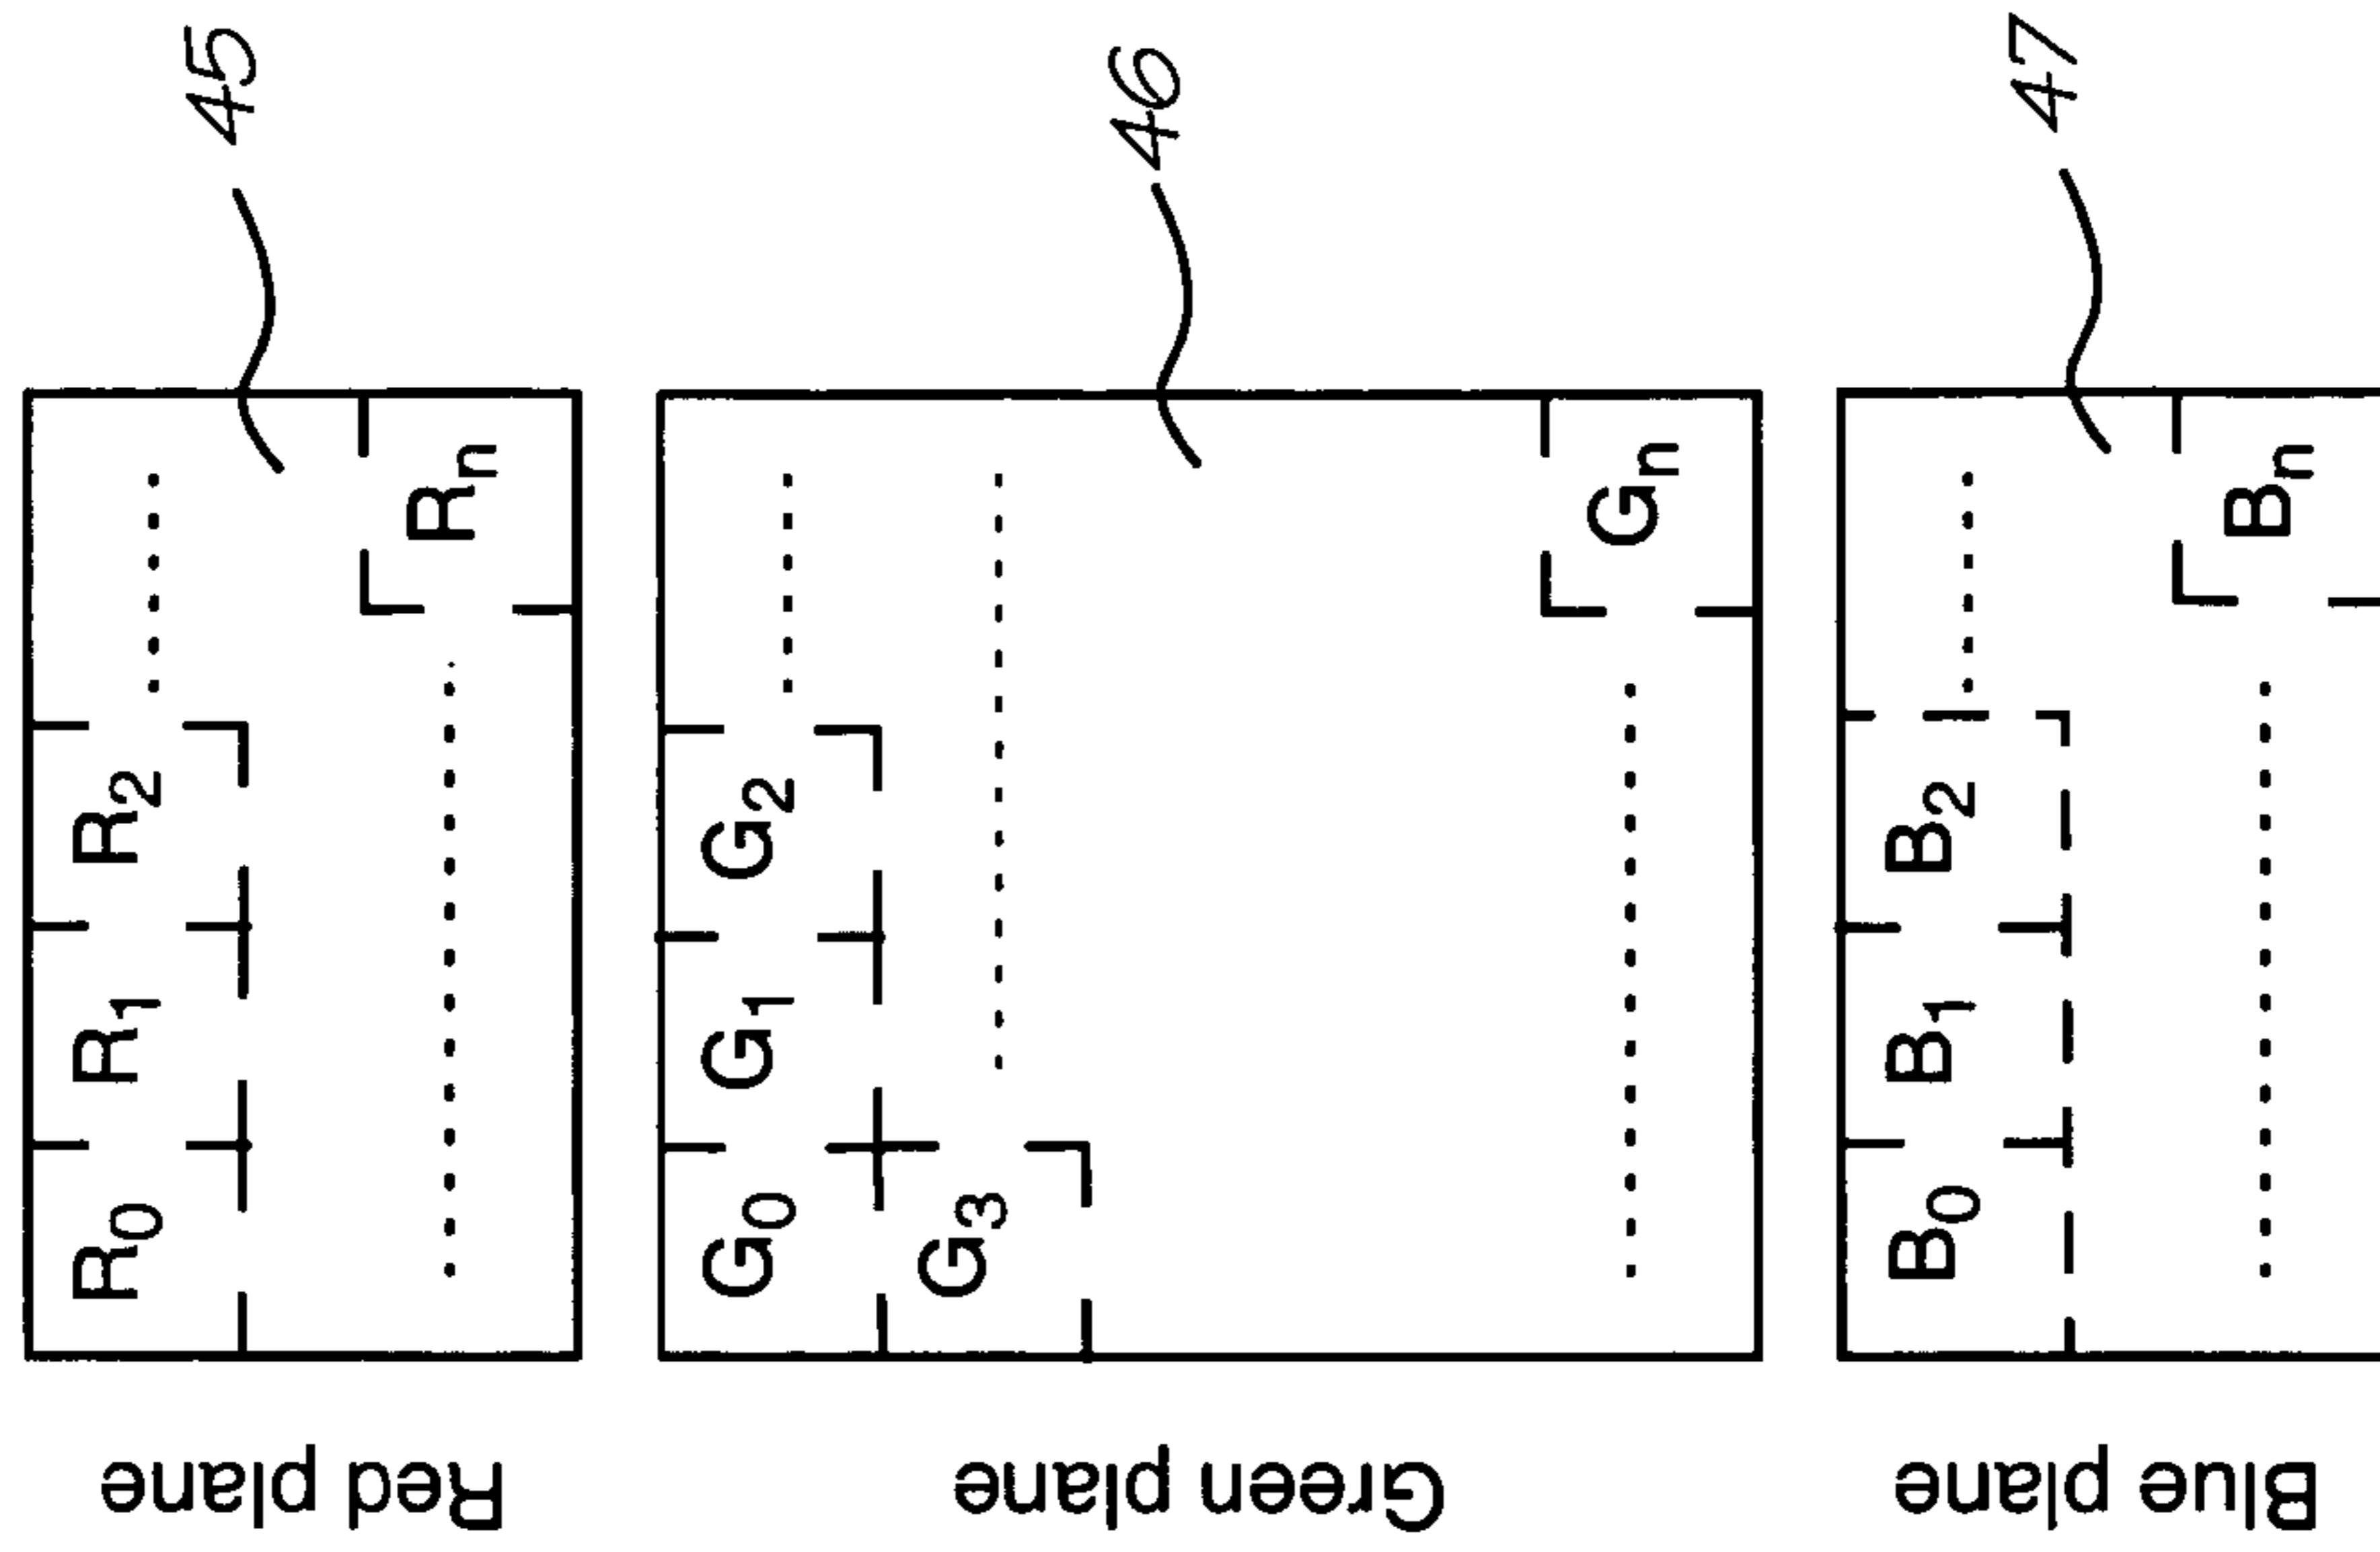 Red plane
R0 R1 R2
Rn
45
Green plane
G0 G1 G2
G3
Gn
46
Blue plane
B0 B1 B2
Bn
47